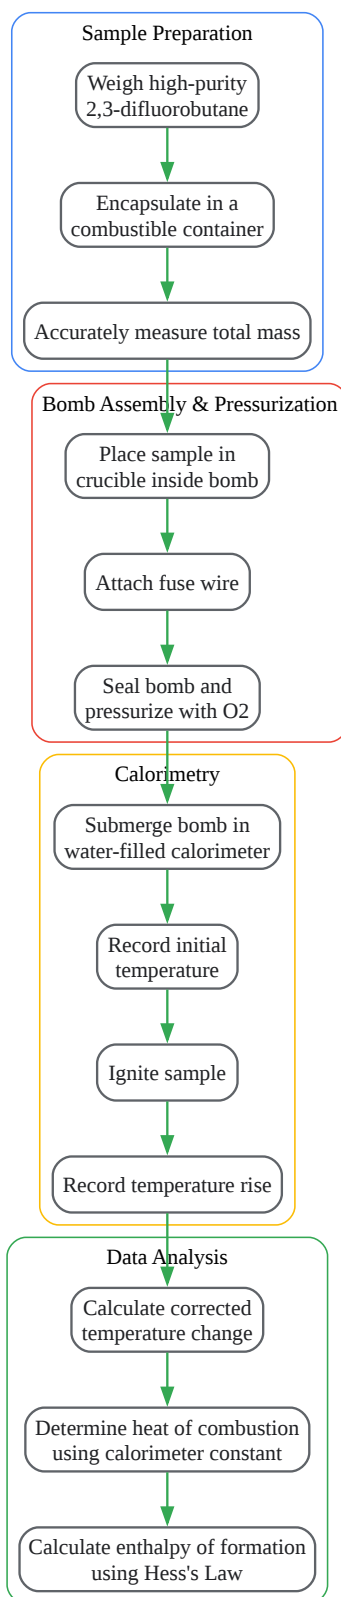 Sample Preparation
Weigh high-purity
2,3-difluorobutane
Encapsulate in a
combustible container
Accurately measure total mass
Bomb Assembly & Pressurization
Place sample in
crucible inside bomb
Attach fuse wire
Seal bomb and
pressurize with O2
Calorimetry
Submerge bomb in
water-filled calorimeter
Record initial
temperature
Ignite sample
Record temperature rise
Data Analysis
Calculate corrected
temperature change
Determine heat of combustion
using calorimeter constant
Calculate enthalpy of formation
using Hess's Law